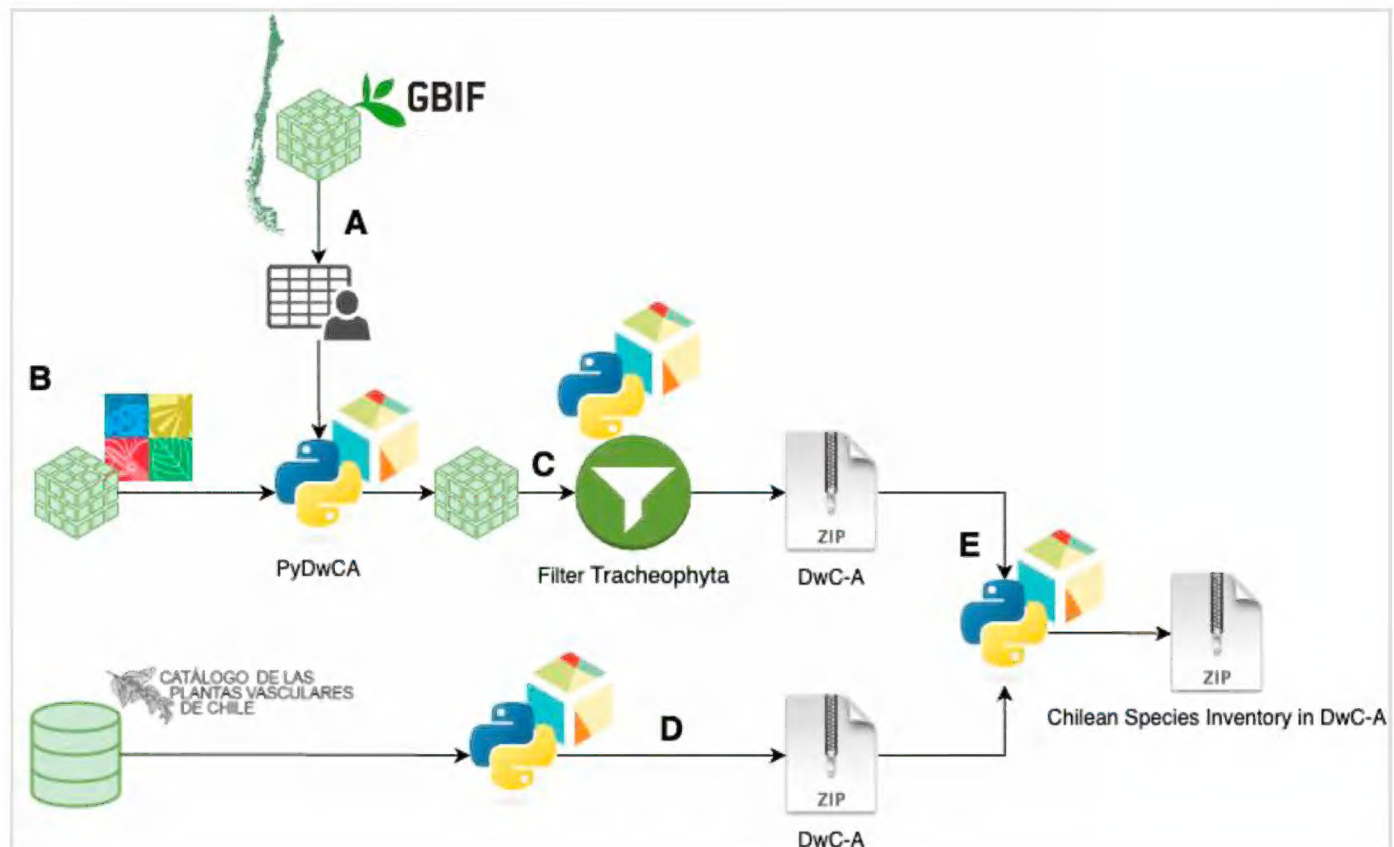 GBIF
A
B
PyDwCA
C
Filter Tracheophyta
ZIP
DwC-A
E
ZIP
Chilean Species Inventory in DwC-A
CATÁLOGO DE LAS
PLANTAS VASCULARES
DE CHILE
D
ZIP
DwC-A